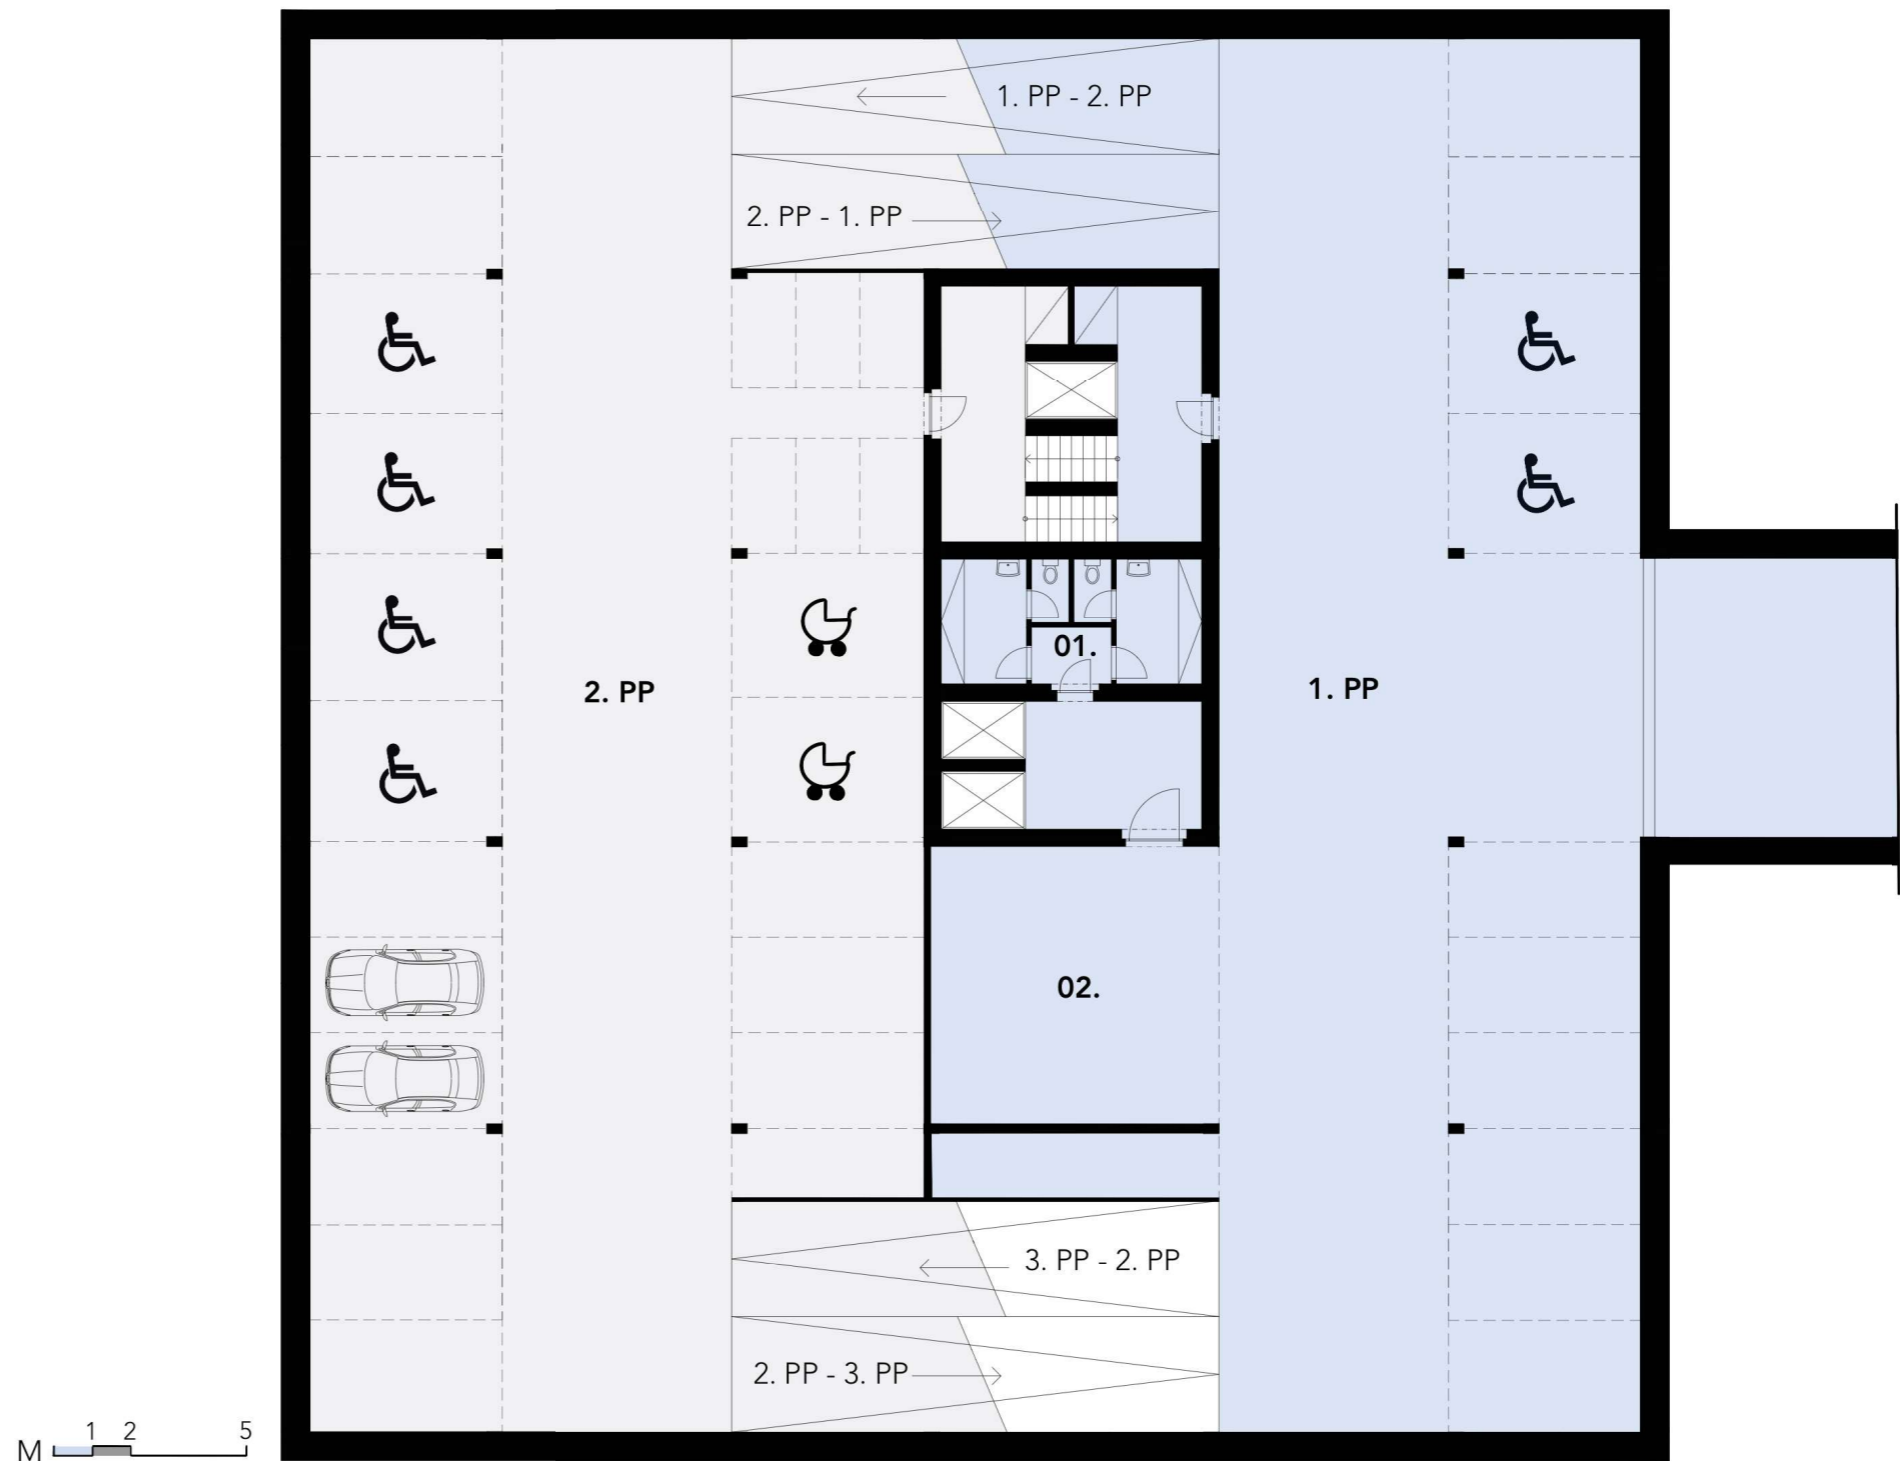 1. PP - 2. PP
2. PP - 1. PP
01.
2. PP
1. PP
02.
3. PP - 2. PP
2. PP - 3. PP
M 1 2 5